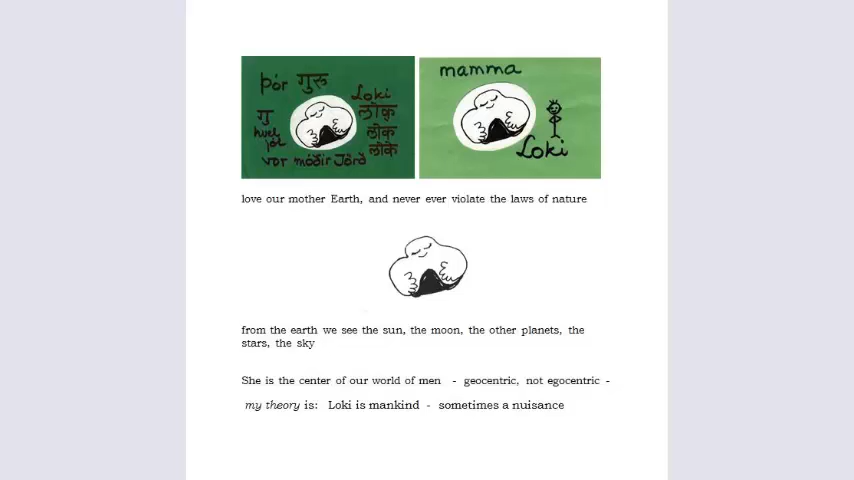 þór गुरू
Loki
गु
लोक
hvel
लोक
jól
लोके
vor móðir Jörð
mamma
Loki
love our mother Earth, and never ever violate the laws of nature
from the earth we see the sun, the moon, the other planets, the
stars, the sky
She is the center of our world of men - geocentric, not egocentric -
my theory is: Loki is mankind - sometimes a nuisance